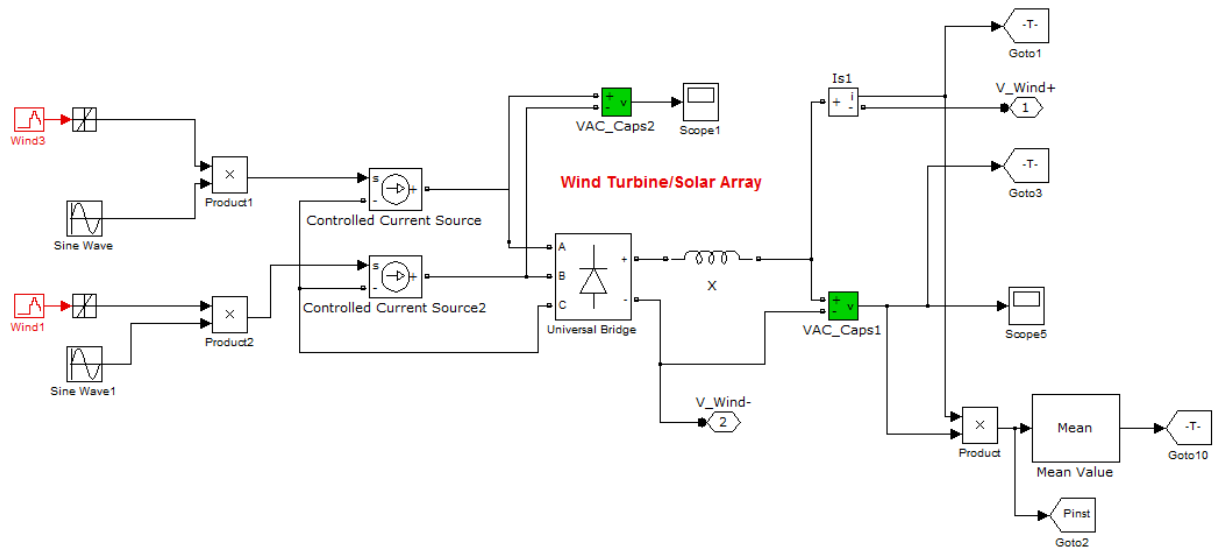 -T-
Goto1
Is1
+
i
-
V_Wind+
1
Wind3
+
-
v
VAC_Caps2
Scope1
×
Product1
s
-
+
Controlled Current Source
Wind Turbine/Solar Array
-T-
Goto3
Sine Wave
s
-
+
Controlled Current Source2
A
B
C
+
-
Universal Bridge
X
+
-
v
VAC_Caps1
Scope5
Wind1
×
Product2
Sine Wave1
V_Wind-
2
×
Product
Mean
Mean Value
-T-
Goto10
Pinst
Goto2